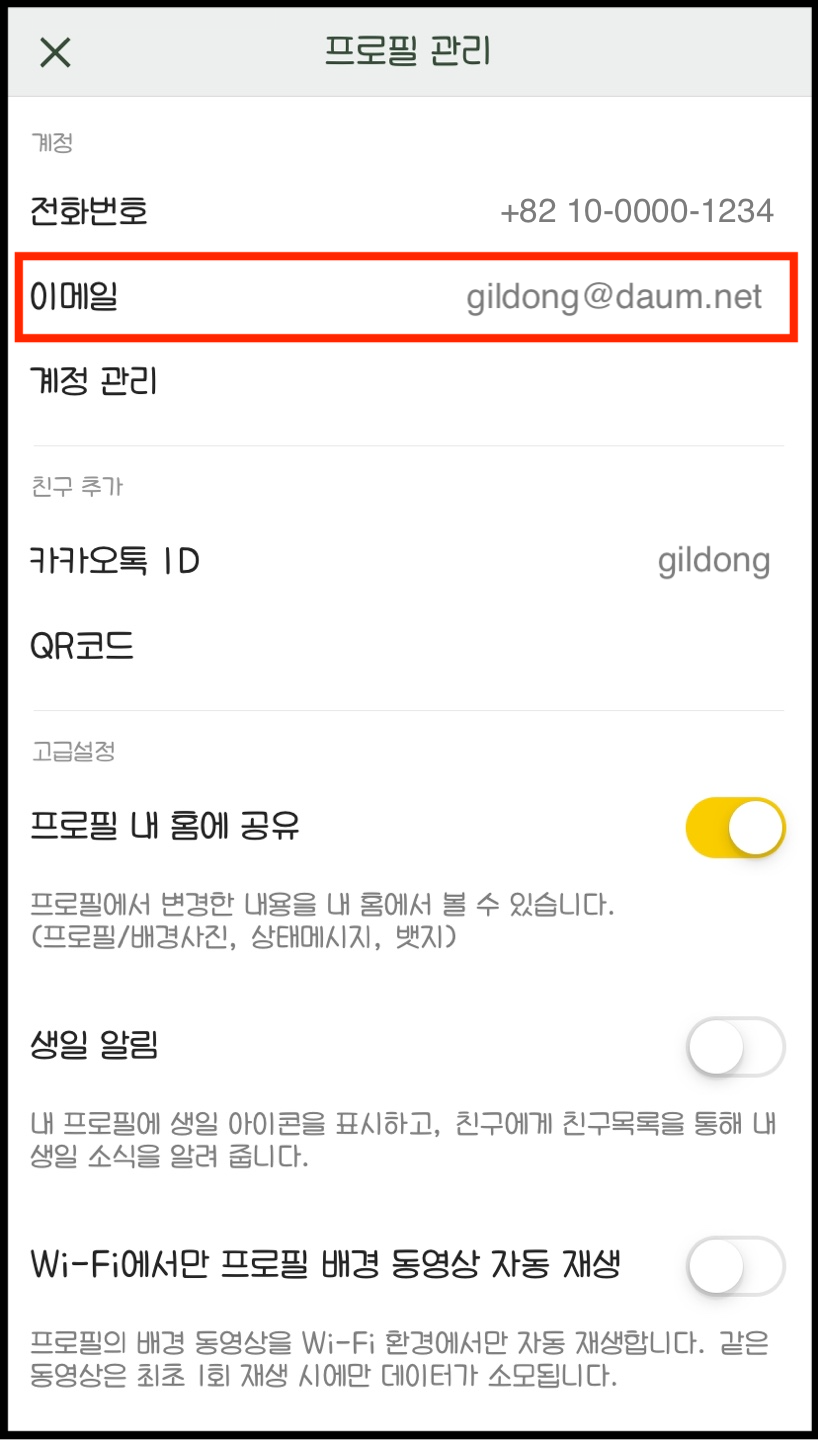 프로필 관리
계정
전화번호 +82 10-0000-1234
이메일 gildong@daum.net
계정 관리
친구 추가
카카오톡 ID gildong
QR코드
고급설정
프로필 내 홈에 공유
프로필에서 변경한 내용을 내 홈에서 볼 수 있습니다.
(프로필/배경사진, 상태메시지, 뱃지)
생일 알림
내 프로필에 생일 아이콘을 표시하고, 친구에게 친구목록을 통해 내
생일 소식을 알려 줍니다.
Wi-Fi에서만 프로필 배경 동영상 자동 재생
프로필의 배경 동영상을 Wi-Fi 환경에서만 자동 재생합니다. 같은
동영상은 최초 1회 재생 시에만 데이터가 소모됩니다.